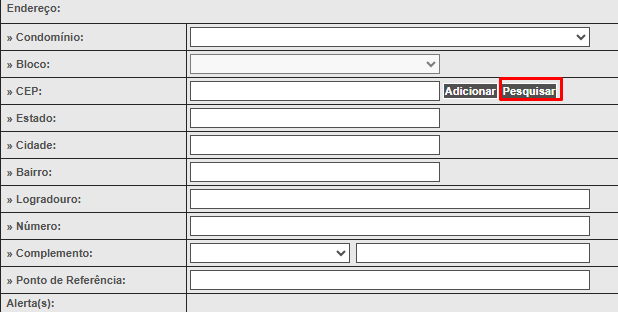 Endereço:
» Condomínio:
» Bloco:
» CEP: Adicionar Pesquisar
» Estado:
» Cidade:
» Bairro:
» Logradouro:
» Número:
» Complemento:
» Ponto de Referência:
Alerta(s):